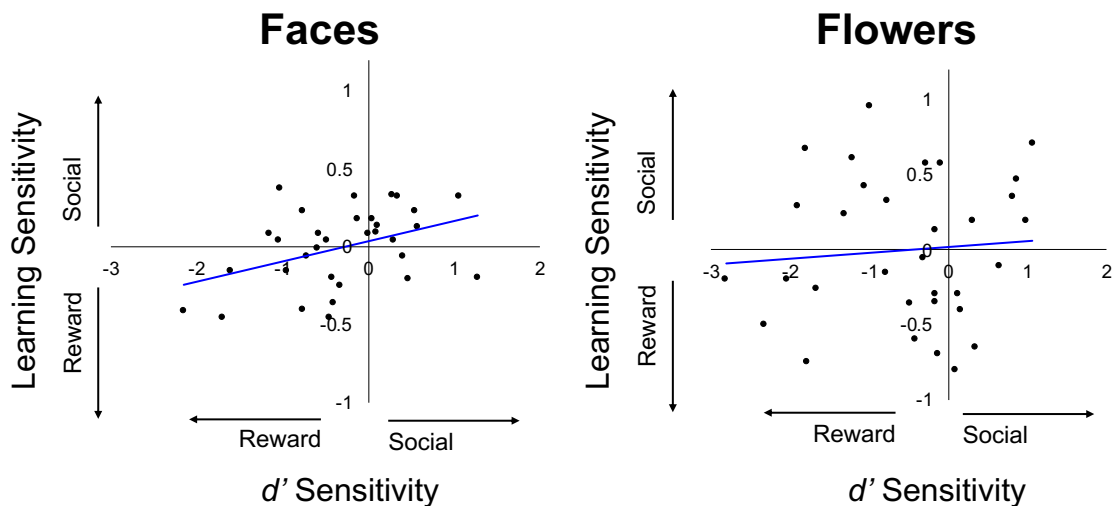 Faces
Learning Sensitivity
Social
Reward
1
0.5
0
-0.5
-1
-3
-2
-1
0
1
2
Reward
Social
d' Sensitivity
Flowers
Learning Sensitivity
Social
Reward
1
0.5
0
-0.5
-1
-3
-2
-1
0
1
2
Reward
Social
d' Sensitivity